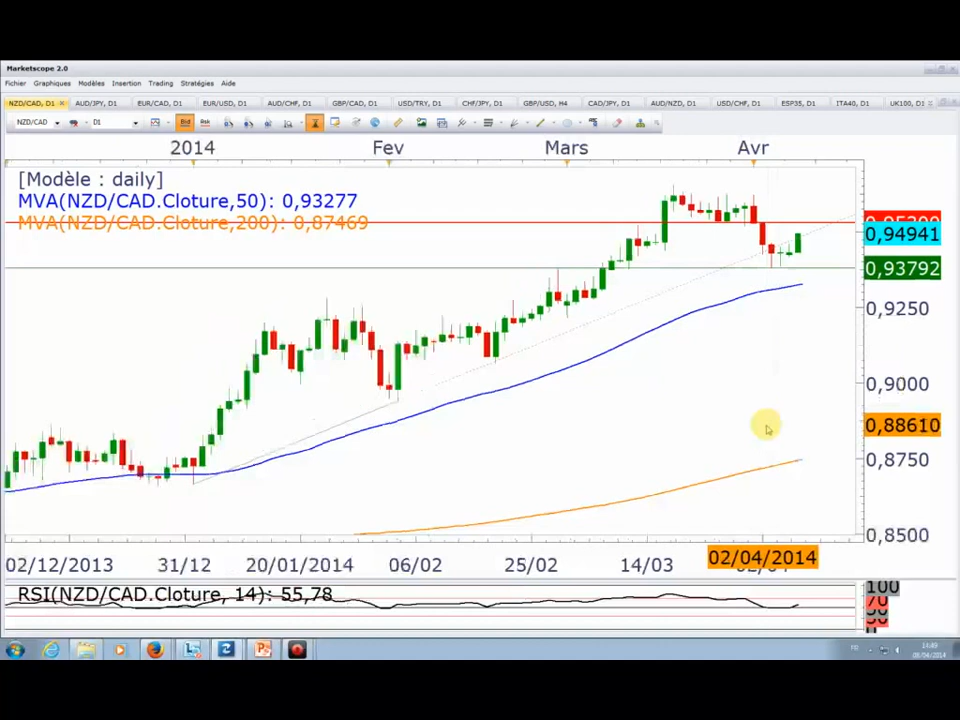 Marketscope 2.0
Fichier Graphiques Modèles Insertion Trading Stratégies Aide
NZD/CAD, D1 AUD/JPY, D1 EUR/CAD, D1 EUR/USD, D1 AUD/CHF, D1 GBP/CAD, D1 USD/TRY, D1 CHF/JPY, D1 GBP/USD, H4 CAD/JPY, D1 AUD/NZD, D1 USD/CHF, D1 ESP35, D1 ITA40, D1 UK100, D1
NZD/CAD D1 Bid Ask
2014 Fev Mars Avr
[Modèle : daily]
MVA(NZD/CAD.Cloture,50): 0,93277
MVA(NZD/CAD.Cloture,200): 0,87469
0,94941
0,93792
0,9250
0,9000
0,88610
0,8750
0,8500
02/12/2013 31/12 20/01/2014 06/02 25/02 14/03 02/04/2014
RSI(NZD/CAD.Cloture, 14): 55,78
100
70